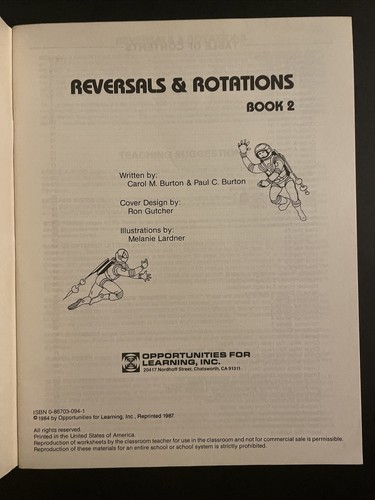 REVERSALS & ROTATIONS
BOOK 2
Written by:
Carol M. Burton & Paul C. Burton
Cover Design by:
Ron Gutcher
Illustrations by:
Melanie Lardner
OPPORTUNITIES FOR
LEARNING, INC.
20417 Nordhoff Street, Chatsworth, CA 91311
ISBN 0-86703-094-1
©1984 by Opportunities for Learning, Inc., Reprinted 1987.
All rights reserved.
Printed in the United States of America.
Reproduction of worksheets by the classroom teacher for use in the classroom and not for commercial sale is permissible.
Reproduction of these materials for an entire school or school system is strictly prohibited.